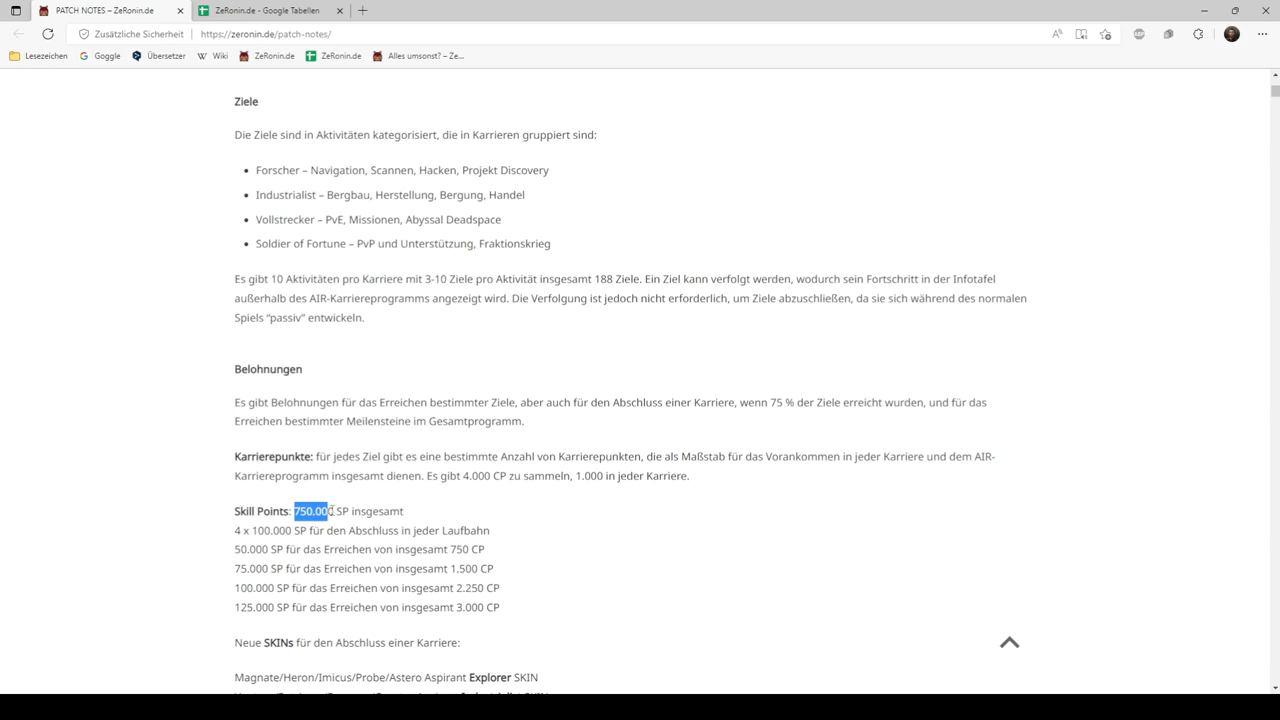 PATCH NOTES – ZeRonin.de
ZeRonin.de - Google Tabellen
Zusätzliche Sicherheit
https://zeronin.de/patch-notes/
Lesezeichen
Goggle
Übersetzer
Wiki
ZeRonin.de
ZeRonin.de
Alles umsonst? – Ze...
Ziele
Die Ziele sind in Aktivitäten kategorisiert, die in Karrieren gruppiert sind:
• Forscher – Navigation, Scannen, Hacken, Projekt Discovery
• Industrialist – Bergbau, Herstellung, Bergung, Handel
• Vollstrecker – PvE, Missionen, Abyssal Deadspace
• Soldier of Fortune – PvP und Unterstützung, Fraktionskrieg
Es gibt 10 Aktivitäten pro Karriere mit 3-10 Ziele pro Aktivität insgesamt 188 Ziele. Ein Ziel kann verfolgt werden, wodurch sein Fortschritt in der Infotafel
außerhalb des AIR-Karriereprogramms angezeigt wird. Die Verfolgung ist jedoch nicht erforderlich, um Ziele abzuschließen, da sie sich während des normalen
Spiels “passiv” entwickeln.
Belohnungen
Es gibt Belohnungen für das Erreichen bestimmter Ziele, aber auch für den Abschluss einer Karriere, wenn 75 % der Ziele erreicht wurden, und für das
Erreichen bestimmter Meilensteine im Gesamtprogramm.
Karrierepunkte: für jedes Ziel gibt es eine bestimmte Anzahl von Karrierepunkten, die als Maßstab für das Vorankommen in jeder Karriere und dem AIR-
Karriereprogramm insgesamt dienen. Es gibt 4.000 CP zu sammeln, 1.000 in jeder Karriere.
Skill Points: 750.000 SP insgesamt
4 x 100.000 SP für den Abschluss in jeder Laufbahn
50.000 SP für das Erreichen von insgesamt 750 CP
75.000 SP für das Erreichen von insgesamt 1.500 CP
100.000 SP für das Erreichen von insgesamt 2.250 CP
125.000 SP für das Erreichen von insgesamt 3.000 CP
Neue SKINs für den Abschluss einer Karriere:
Magnate/Heron/Imicus/Probe/Astero Aspirant Explorer SKIN